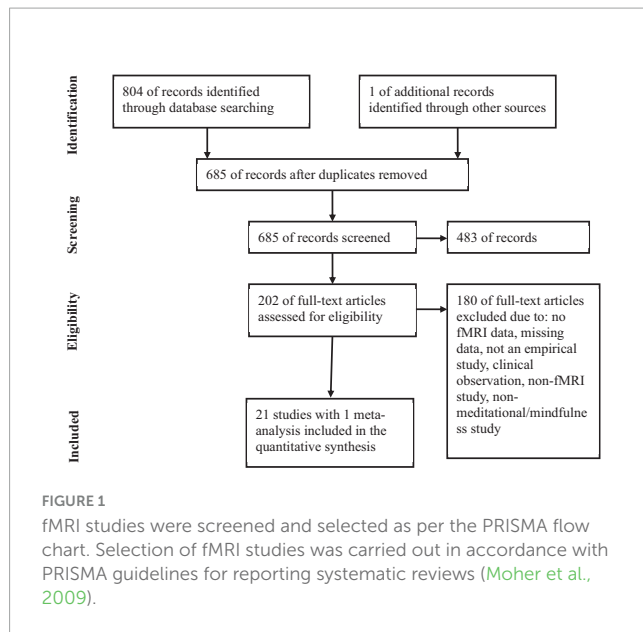 Identification
804 of records identified
through database searching
1 of additional records
identified through other sources
685 of records after duplicates removed
Screening
685 of records screened
483 of records
Eligibility
202 of full-text articles
assessed for eligibility
180 of full-text articles
excluded due to: no
fMRI data, missing
data, not an empirical
study, clinical
observation, non-fMRI
study, non-
meditational/mindfulne
ss study
Included
21 studies with 1 meta-
analysis included in the
quantitative synthesis
FIGURE 1
fMRI studies were screened and selected as per the PRISMA flow
chart. Selection of fMRI studies was carried out in accordance with
PRISMA guidelines for reporting systematic reviews (Moher et al.,
2009).